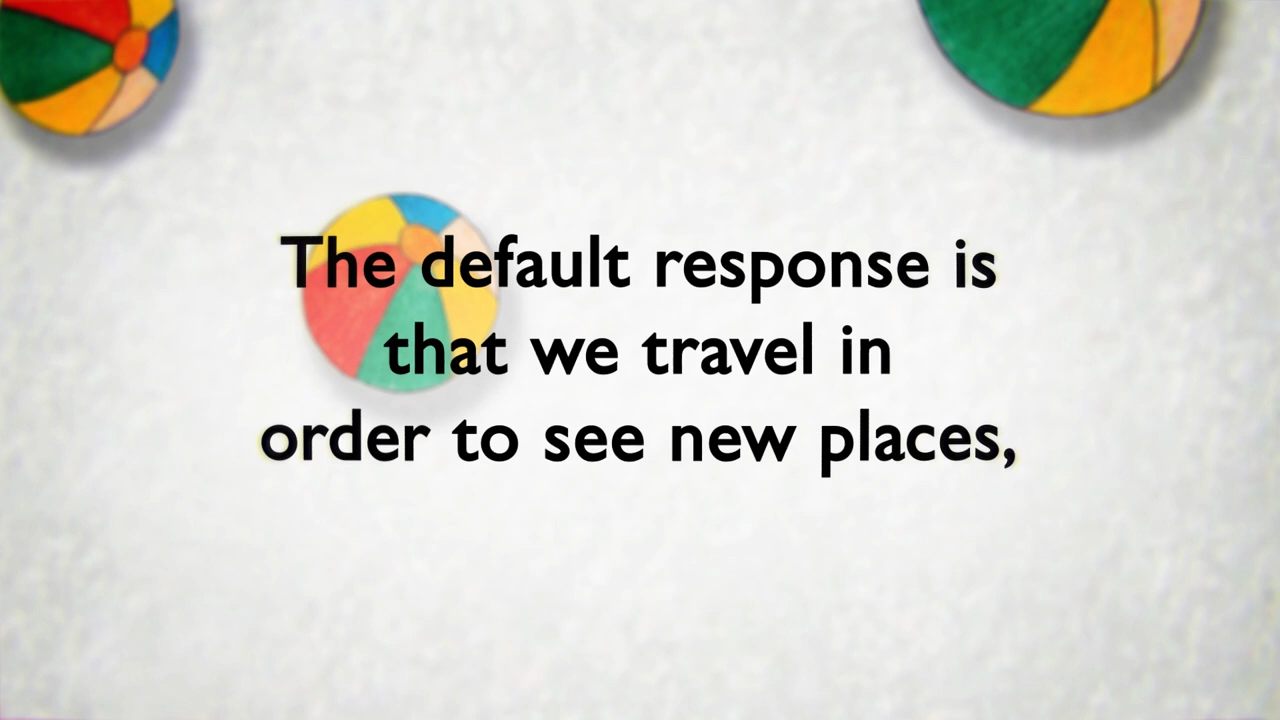 The default response is
that we travel in
order to see new places,